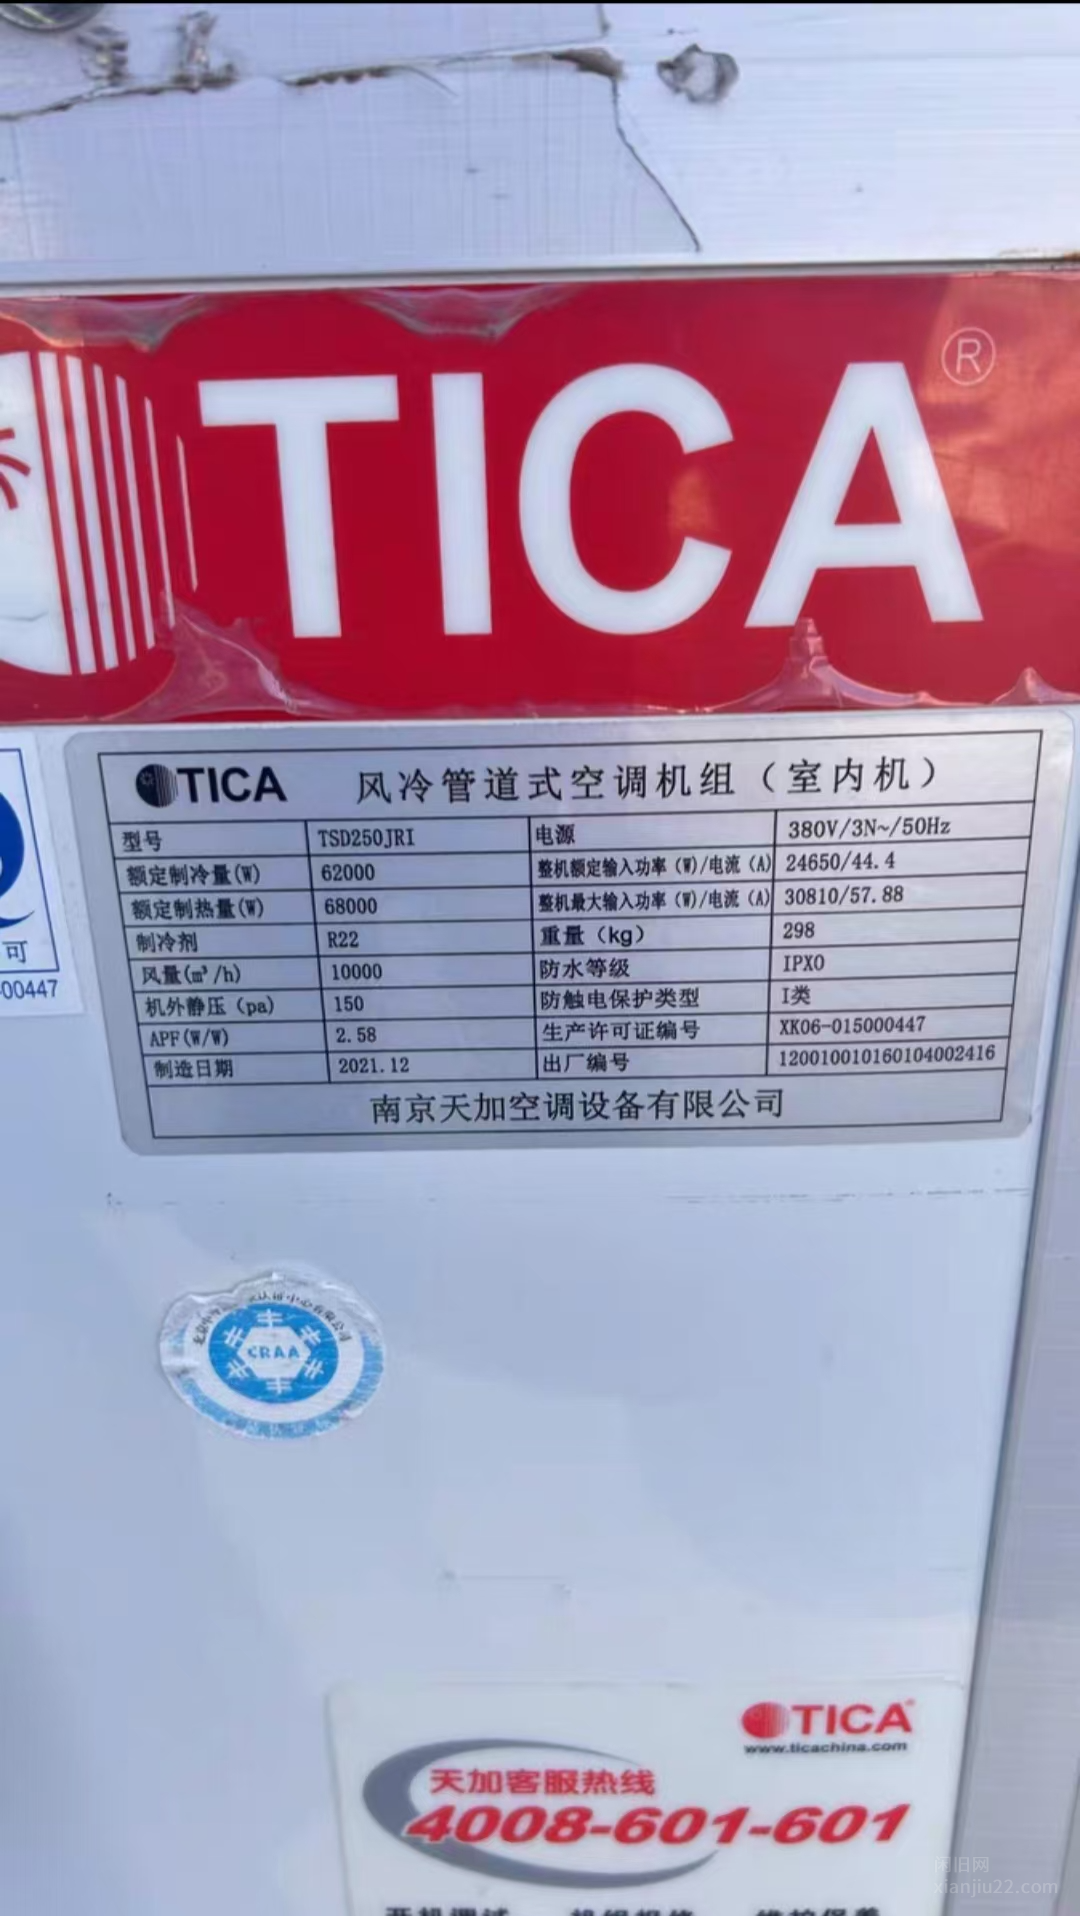 TICA®
TICA 风冷管道式空调机组（室内机）
型号 TSD250JRI 电源 380V/3N~/50Hz
额定制冷量(W) 62000 整机额定输入功率（W)/电流（A) 24650/44.4
额定制热量(W) 68000 整机最大输入功率（W)/电流（A) 30810/57.88
制冷剂 R22 重量（kg） 298
风量(m³/h) 10000 防水等级 IPX0
机外静压（pa) 150 防触电保护类型 I类
APF(W/W) 2.58 生产许可证编号 XK06-015000447
制造日期 2021.12 出厂编号 120010010160104002416
南京天加空调设备有限公司
可
00447
CRAA
TICA®
www.ticachina.com
天加客服热线
4008-601-601
闲旧网
xianjiu22.com